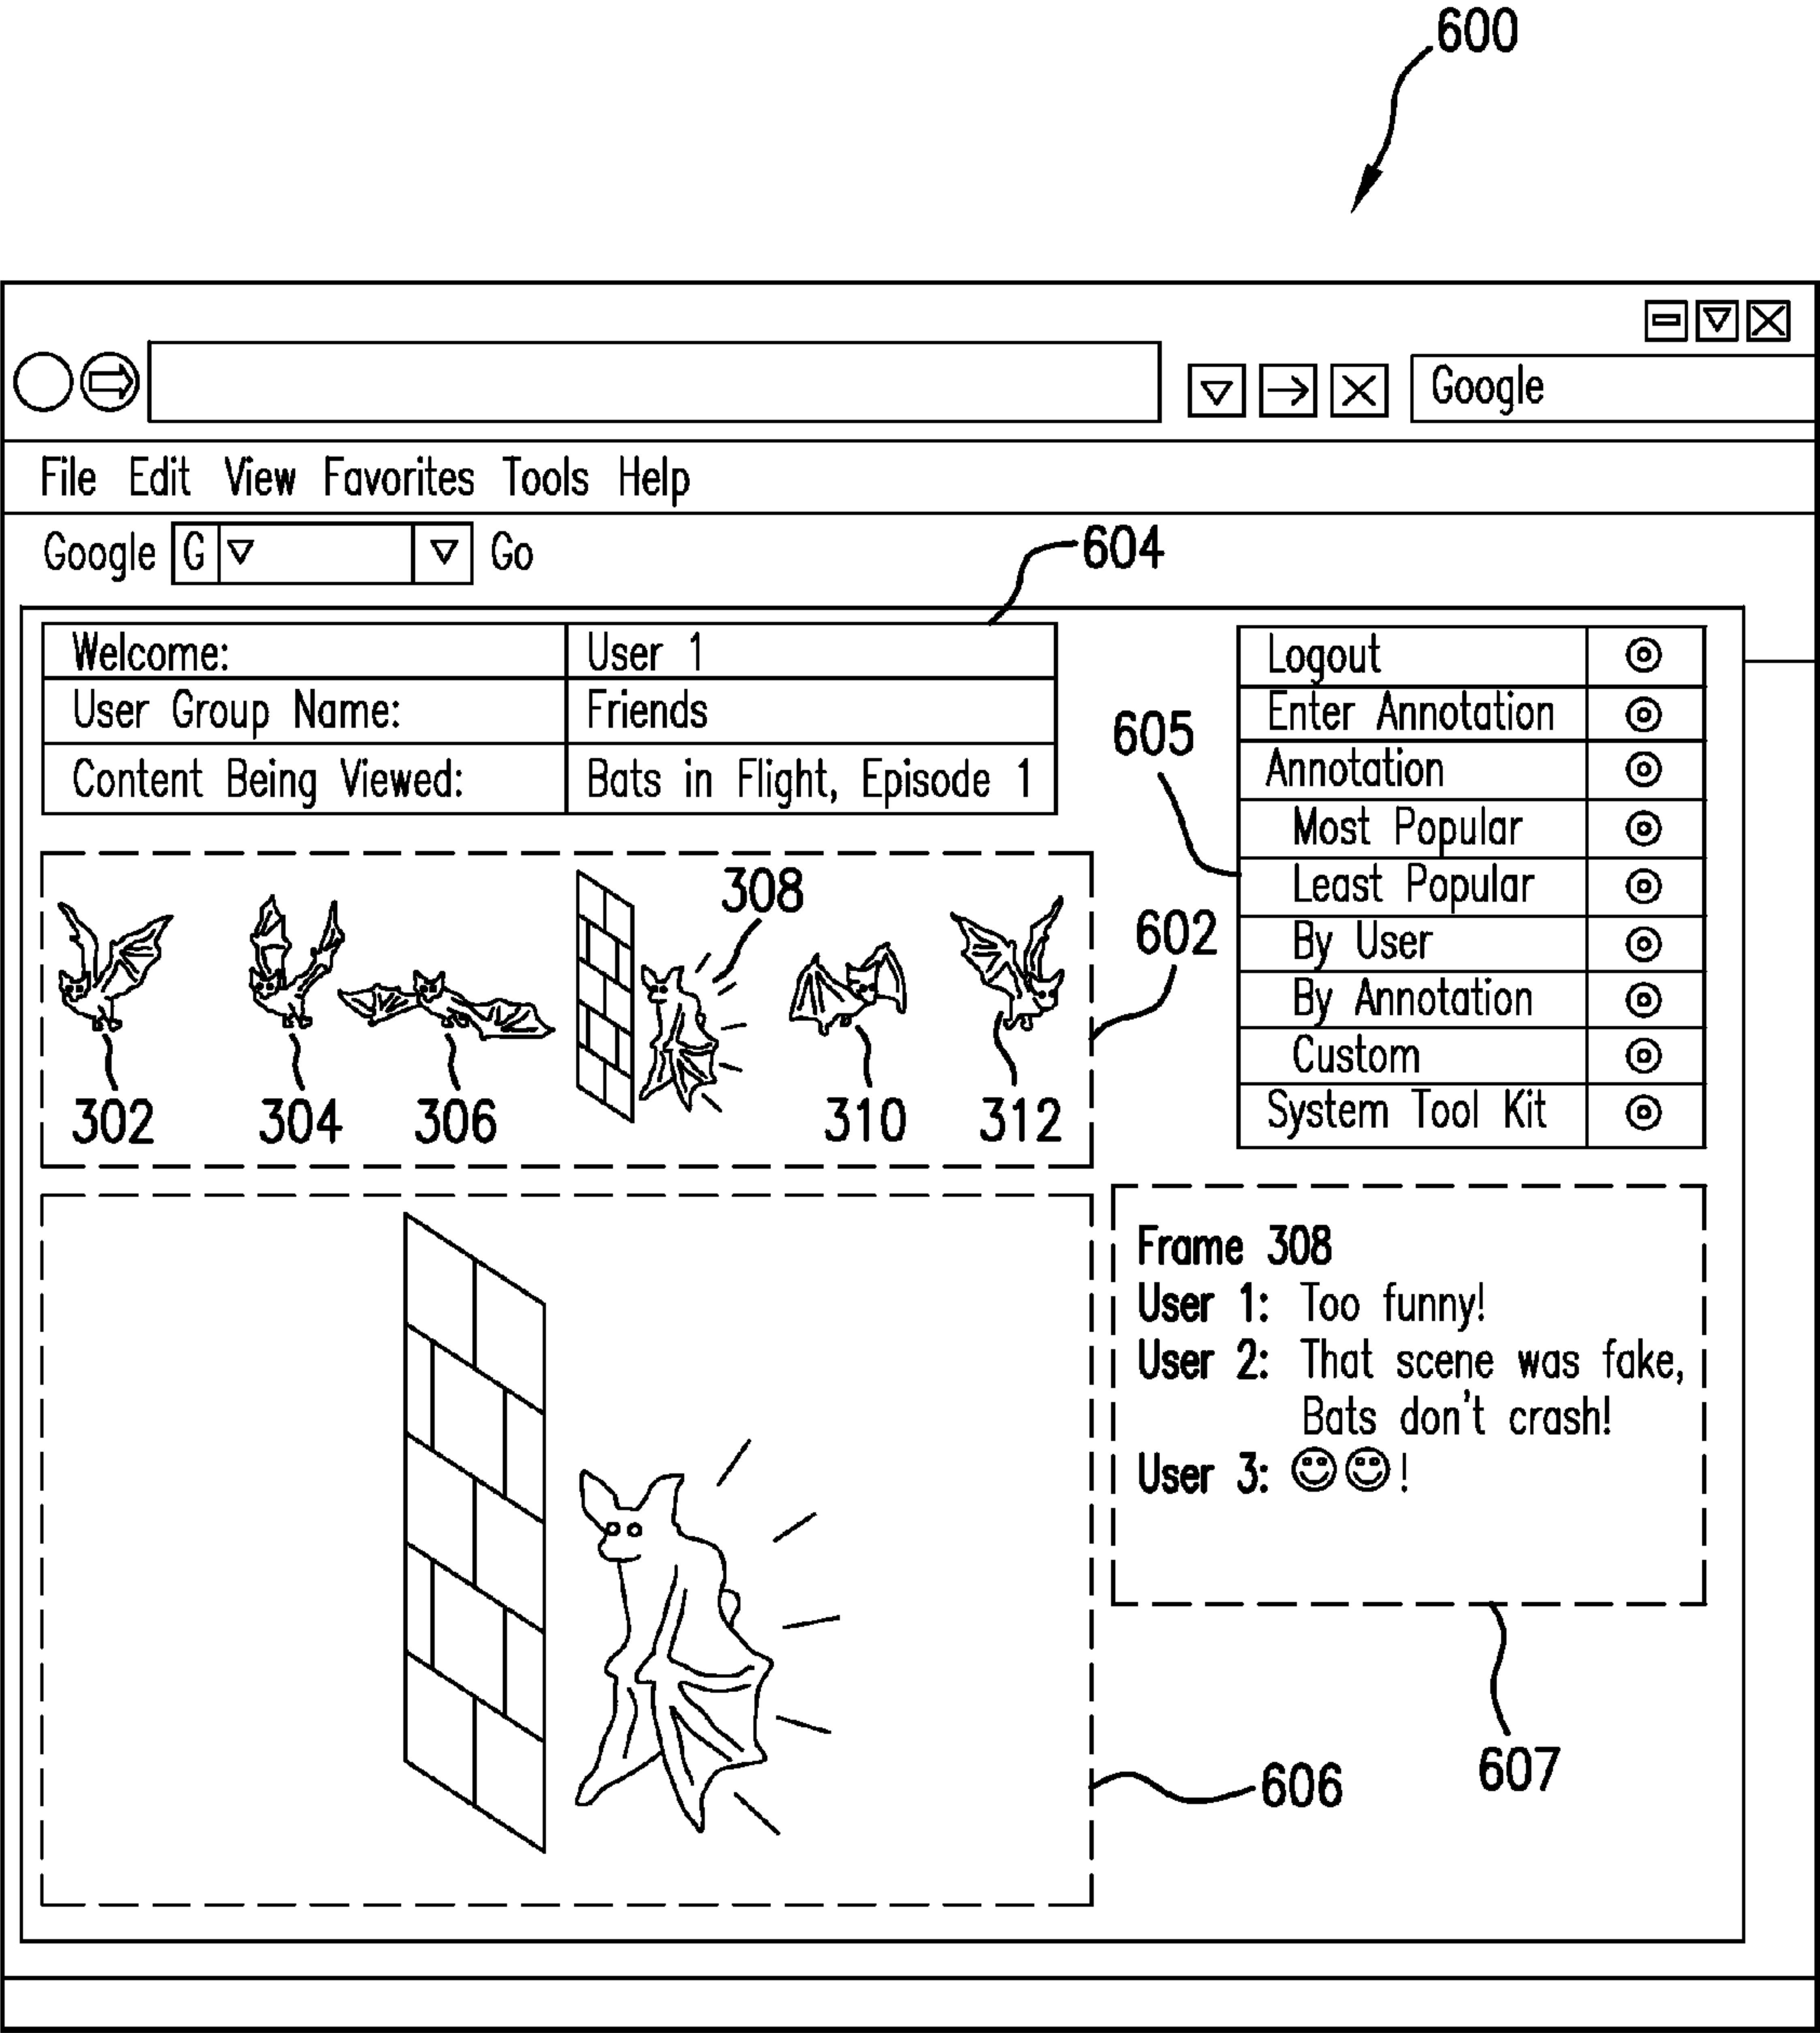 600
Google
File Edit View Favorites Tools Help
Google G Go
604
Welcome: User 1
User Group Name: Friends
Content Being Viewed: Bats in Flight, Episode 1
605
Logout
Enter Annotation
Annotation
Most Popular
Least Popular
By User
By Annotation
Custom
System Tool Kit
308
602
302 304 306 310 312
Frame 308
User 1: Too funny!
User 2: That scene was fake,
Bats don't crash!
User 3: ☺☺!
607
606